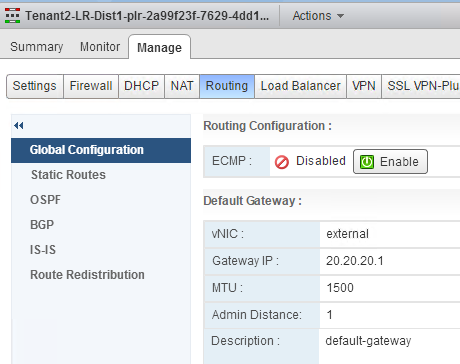 Tenant2-LR-Dist1-plr-2a99f23f-7629-4dd1... Actions
Summary Monitor Manage
Settings Firewall DHCP NAT Routing Load Balancer VPN SSL VPN-Plu
Global Configuration
Static Routes
OSPF
BGP
IS-IS
Route Redistribution
Routing Configuration :
ECMP : Disabled Enable
Default Gateway :
vNIC : external
Gateway IP : 20.20.20.1
MTU : 1500
Admin Distance: 1
Description : default-gateway